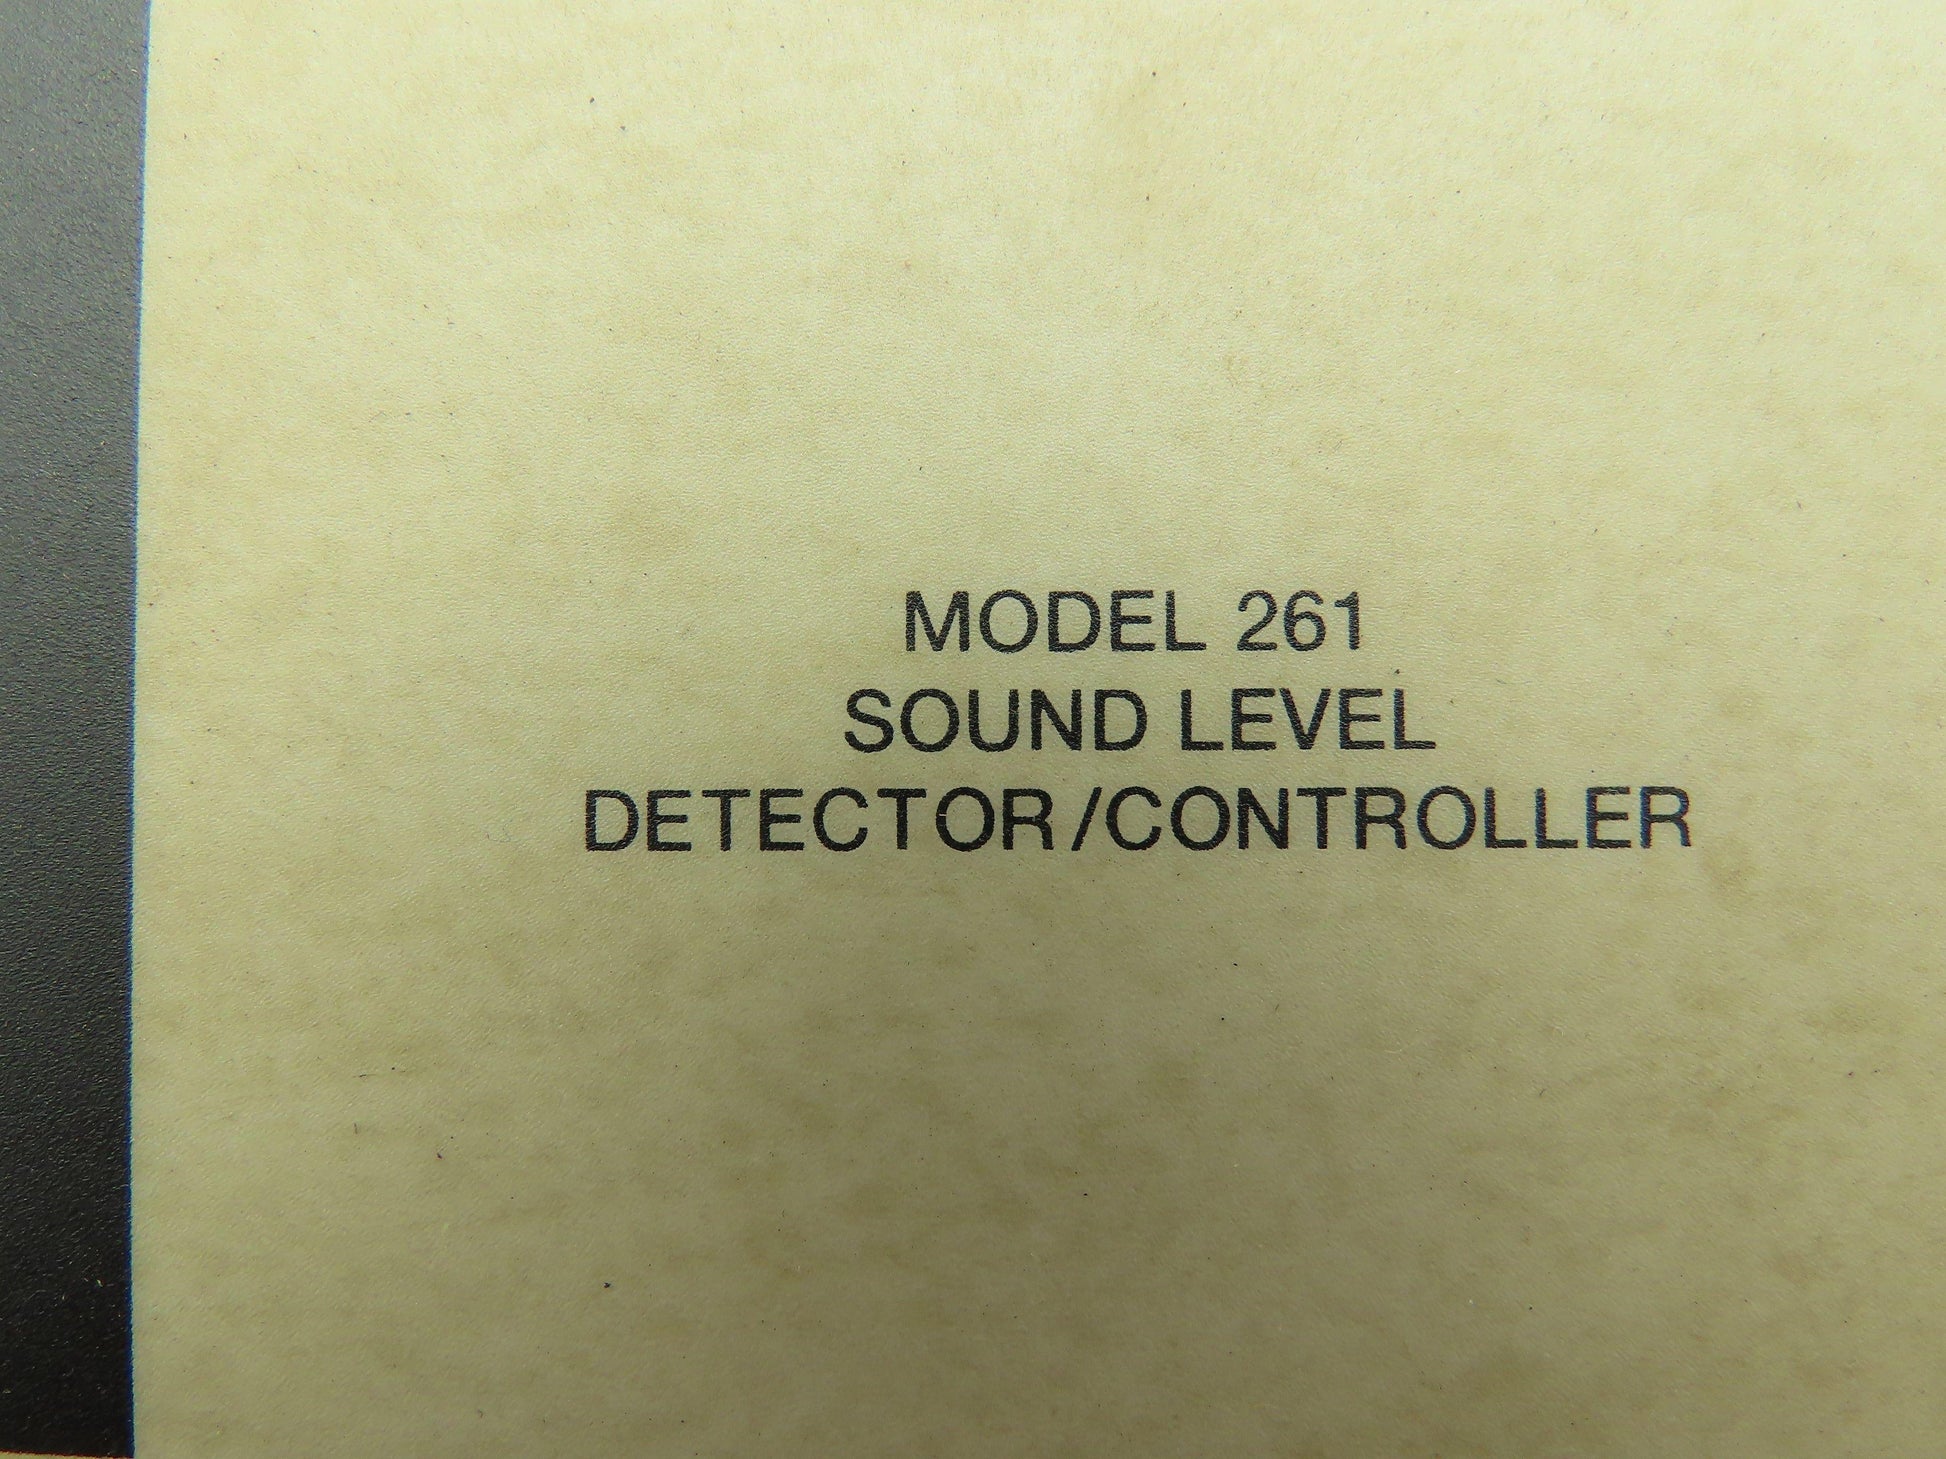 MODEL 261
SOUND LEVEL
DETECTOR/CONTROLLER